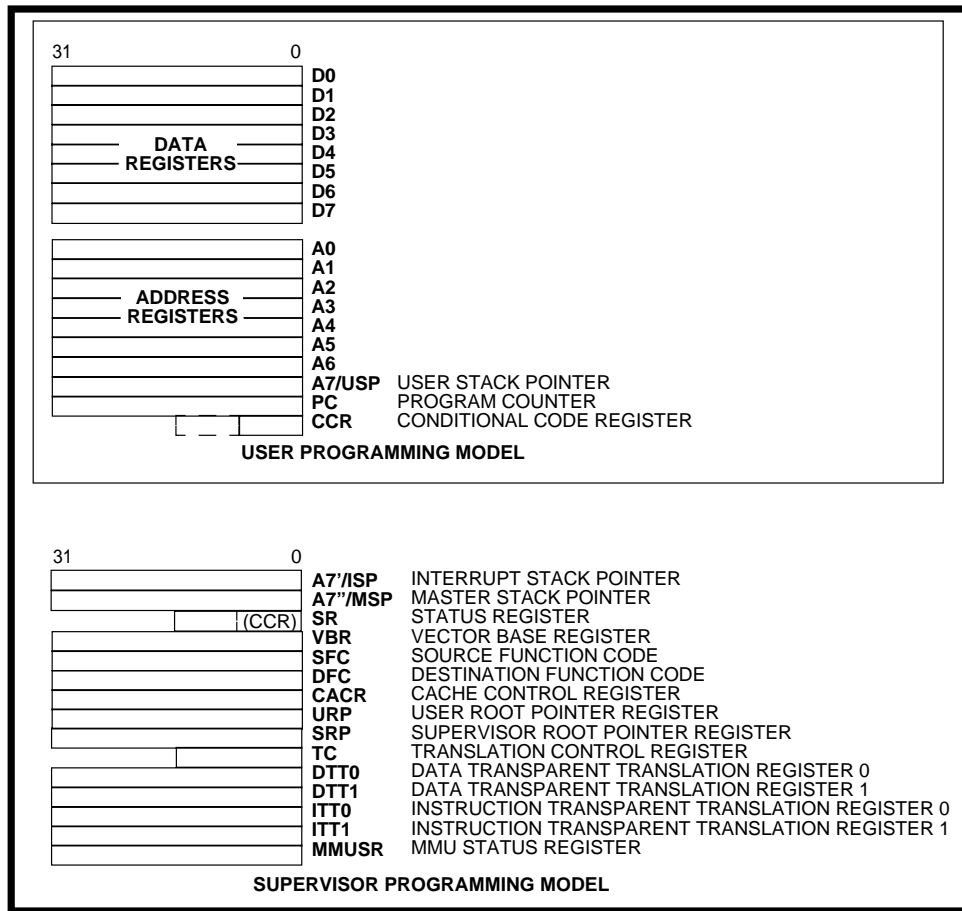 31 0
D0
D1
D2
D3
DATA
D4
REGISTERS
D5
D6
D7
A0
A1
A2
ADDRESS
A3
REGISTERS
A4
A5
A6
A7/USP USER STACK POINTER
PC PROGRAM COUNTER
CCR CONDITIONAL CODE REGISTER
USER PROGRAMMING MODEL
31 0
A7'/ISP INTERRUPT STACK POINTER
A7"/MSP MASTER STACK POINTER
(CCR) SR STATUS REGISTER
VBR VECTOR BASE REGISTER
SFC SOURCE FUNCTION CODE
DFC DESTINATION FUNCTION CODE
CACR CACHE CONTROL REGISTER
URP USER ROOT POINTER REGISTER
SRP SUPERVISOR ROOT POINTER REGISTER
TC TRANSLATION CONTROL REGISTER
DTT0 DATA TRANSPARENT TRANSLATION REGISTER 0
DTT1 DATA TRANSPARENT TRANSLATION REGISTER 1
ITT0 INSTRUCTION TRANSPARENT TRANSLATION REGISTER 0
ITT1 INSTRUCTION TRANSPARENT TRANSLATION REGISTER 1
MMUSR MMU STATUS REGISTER
SUPERVISOR PROGRAMMING MODEL